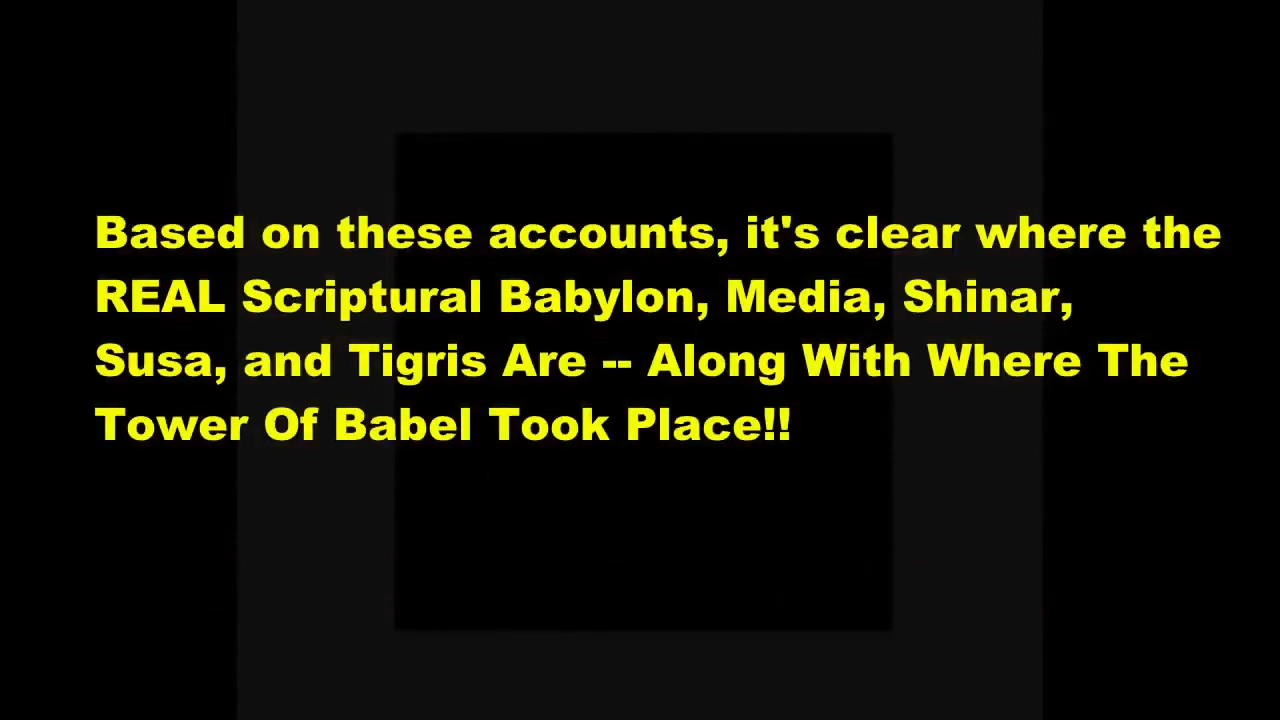 Based on these accounts, it's clear where the
REAL Scriptural Babylon, Media, Shinar,
Susa, and Tigris Are -- Along With Where The
Tower Of Babel Took Place!!